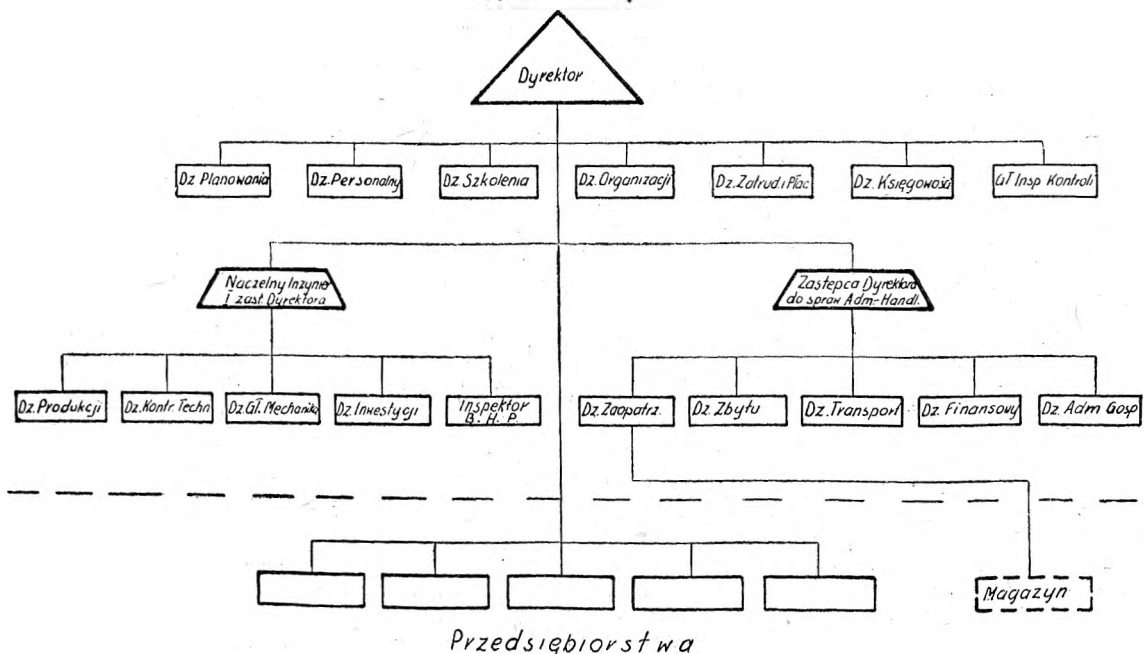 Dyrektor
Dz Planowania
Dz.Personalny
Dz.Szkolenia
Dz.Organizacji
Dz.Zatrud.i Płac
Dz.Księgowości
Gł Insp Kontroli
Naczelny Inżynier
I zast. Dyrektora
Zastępca Dyrektora
do spraw Adm.-Handl.
Dz.Produkcji
Dz.Kontr. Techn
Dz.Gł. Mechanika
Dz.Inwestycji
Inspektor
B. H. P.
Dz.Zaopatrz.
Dz. Zbytu
Dz.Transport
Dz. Finansowy
Dz. Adm Gosp
Magazyn
Przedsiębiorstwa